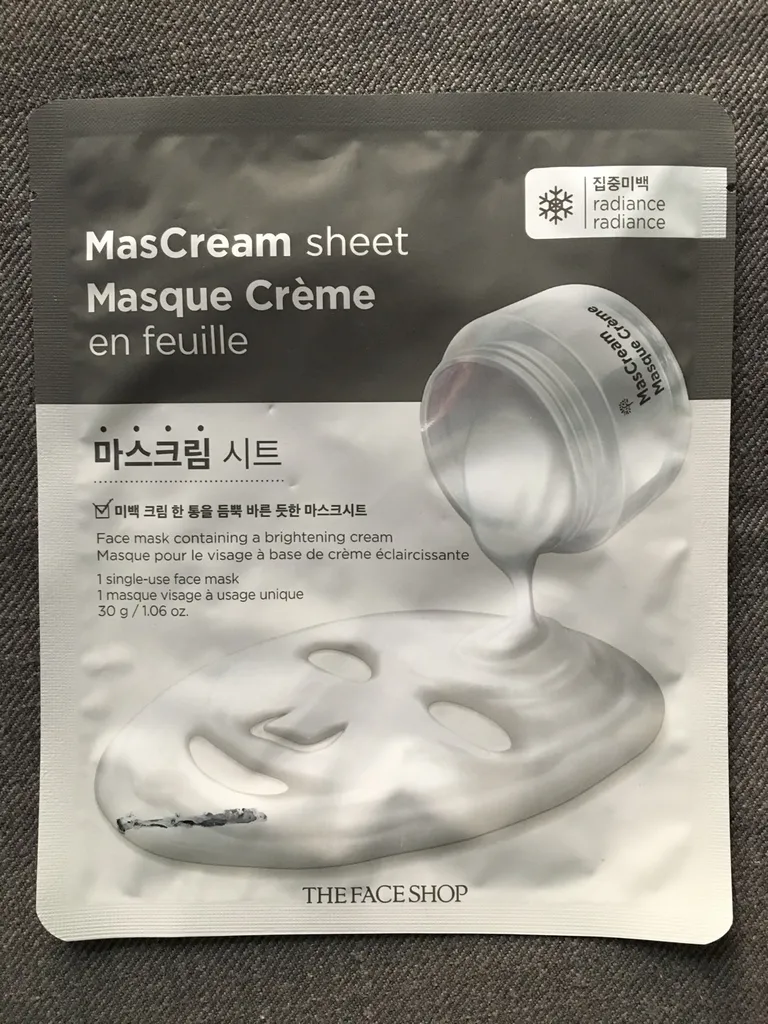 집중미백
radiance
radiance
MasCream sheet
Masque Crème
en feuille
MasCream
Masque Crème
마스크림 시트
미백 크림 한 통을 듬뿍 바른 듯한 마스크시트
Face mask containing a brightening cream
Masque pour le visage à base de crème éclaircissante
1 single-use face mask
1 masque visage à usage unique
30 g / 1.06 oz.
THE FACE SHOP